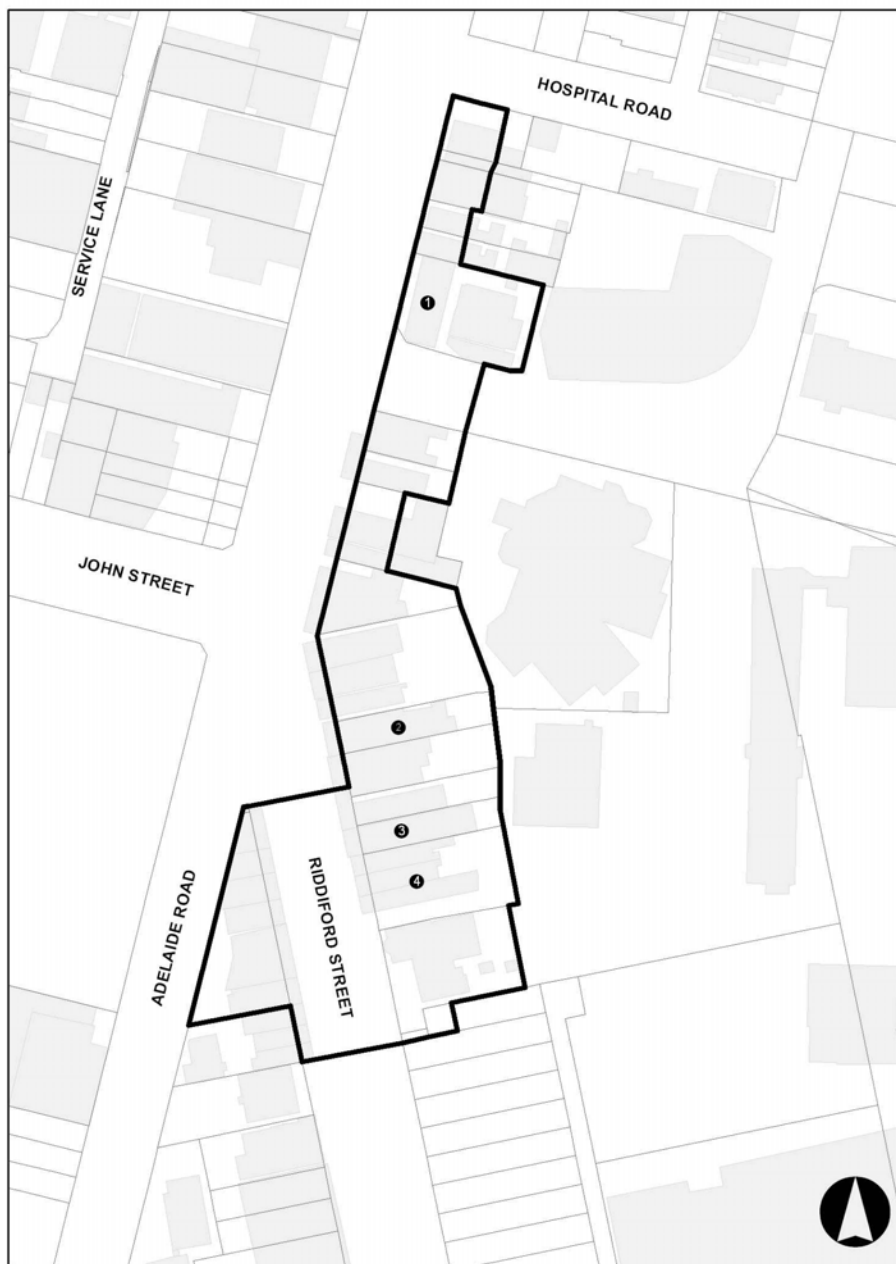 HOSPITAL ROAD
SERVICE LANE
1
JOHN STREET
2
3
4
RIDDIFORD STREET
ADELAIDE ROAD